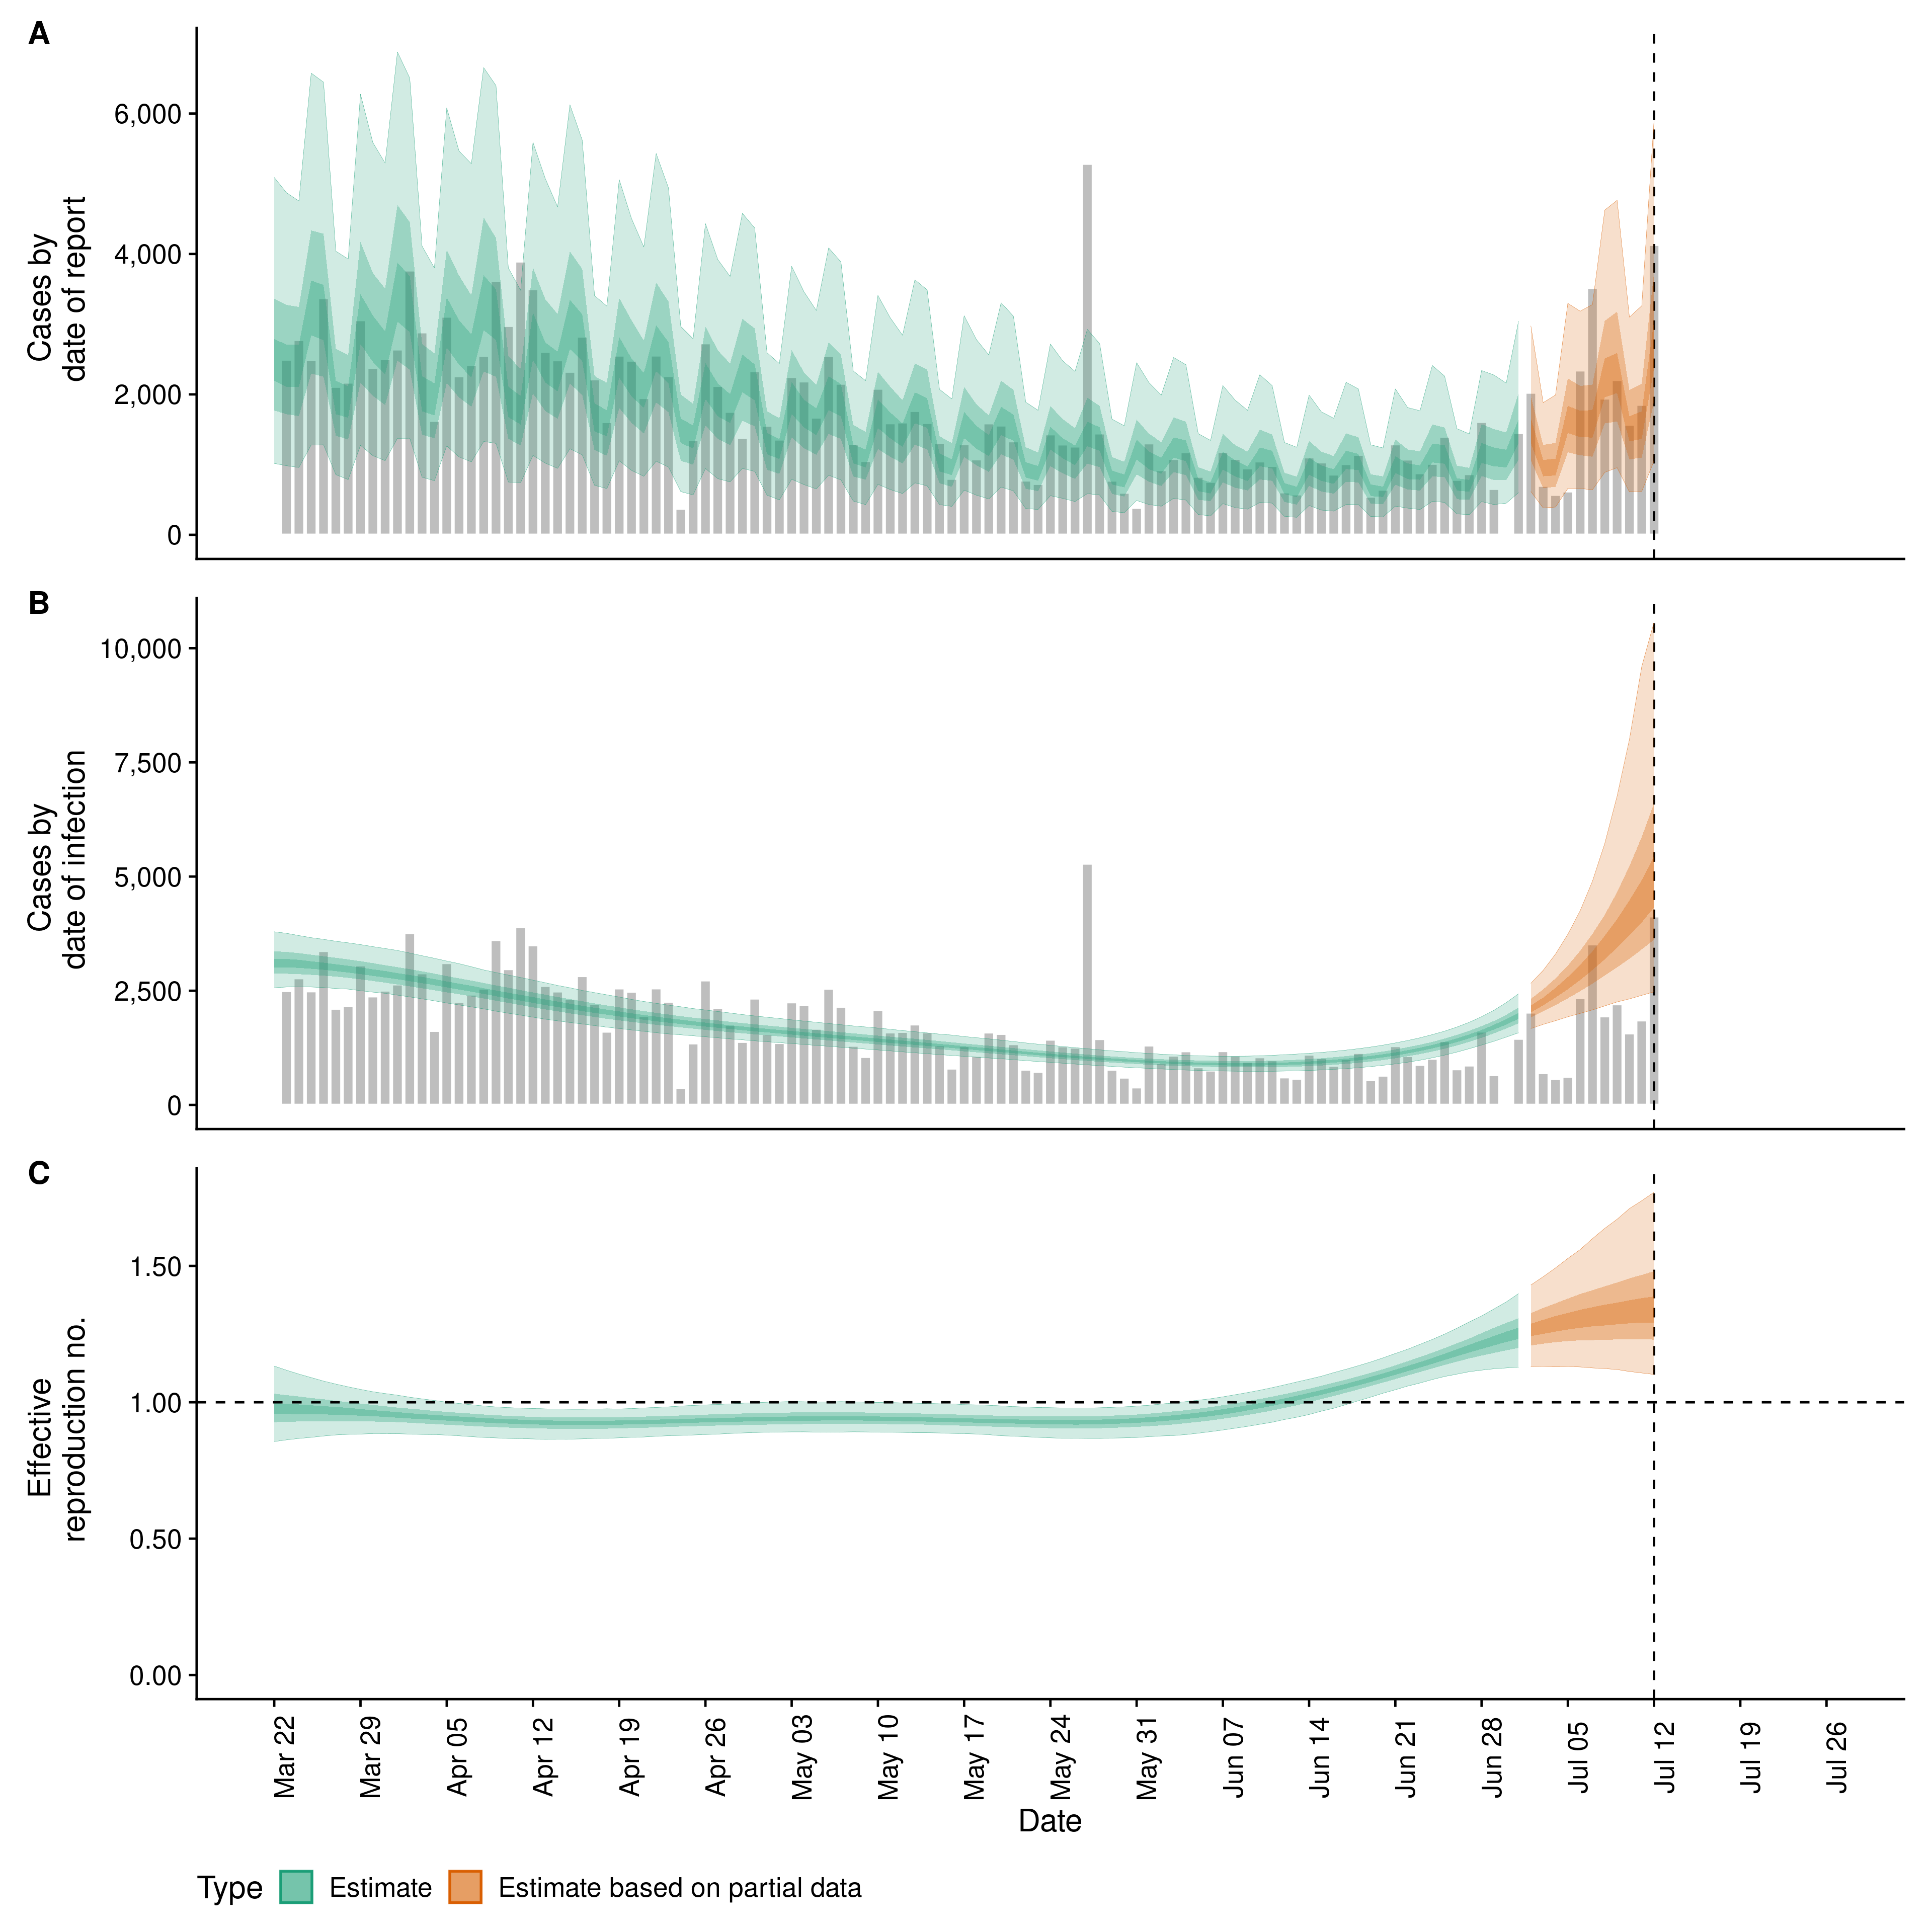 A
6,000
4,000
2,000
0
Cases by
date of report
B
10,000
7,500
5,000
2,500
0
Cases by
date of infection
C
1.50
1.00
0.50
0.00
Effective
reproduction no.
Mar 22
Mar 29
Apr 05
Apr 12
Apr 19
Apr 26
May 03
May 10
May 17
May 24
May 31
Jun 07
Jun 14
Jun 21
Jun 28
Jul 05
Jul 12
Jul 19
Jul 26
Date
Type Estimate Estimate based on partial data